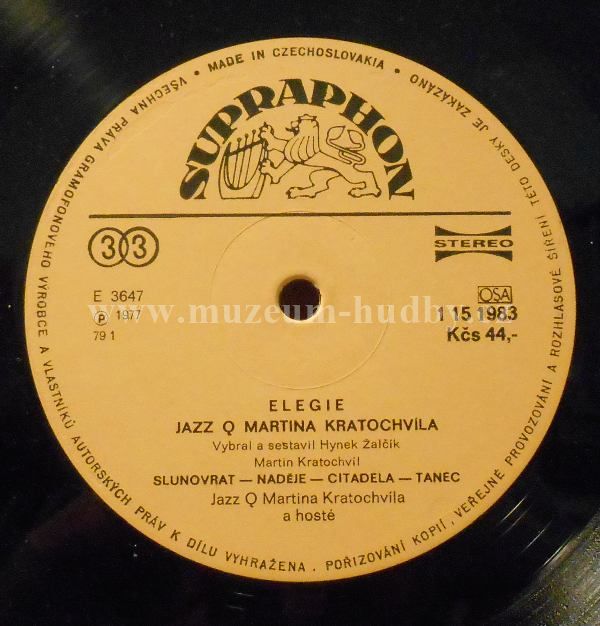 VŠECHNA PRÁVA GRAMOFONOVÉHO VÝROBCE A VLASTNÍKŮ AUTORSKÝCH PRÁV K DÍLU VYHRAŽENA. POŘIZOVÁNÍ KOPIÍ, VEŘEJNÉ PROVOZOVÁNÍ A ROZHLASOVÉ ŠÍŘENÍ TÉTO DESKY JE ZAKÁZÁNO • MADE IN CZECHOSLOVAKIA •
SUPRAPHON
33
STEREO
E 3647
OSA
℗ 1977
1 15 1983
79 1
Kčs 44,-
www.muzeum-hudby
ELEGIE
JAZZ Q MARTINA KRATOCHVÍLA
Vybral a sestavil Hynek Žalčík
Martin Kratochvíl
SLUNOVRAT — NADĚJE — CITADELA — TANEC
Jazz Q Martina Kratochvíla
a hosté